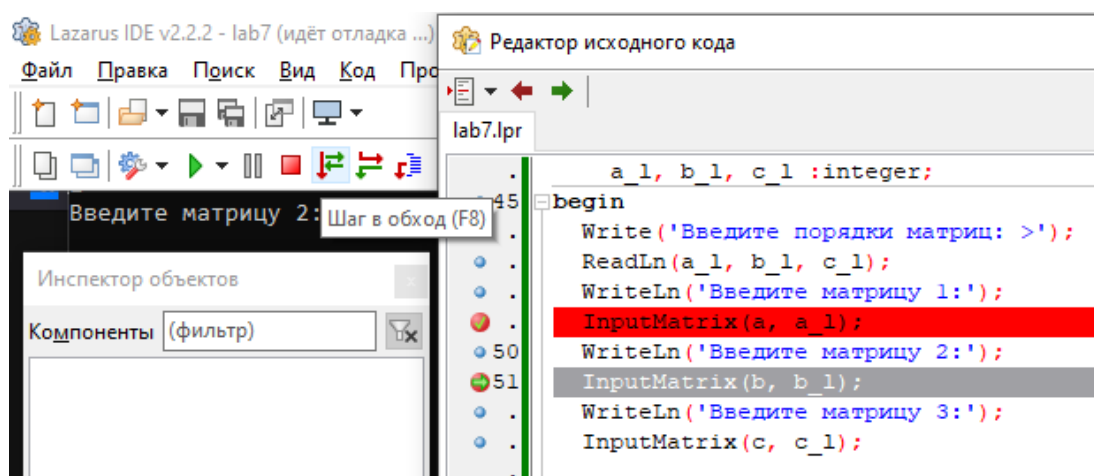 Lazarus IDE v2.2.2 - lab7 (идёт отладка ...)
Файл Правка Поиск Вид Код Про
Введите матрицу 2:
Шаг в обход (F8)
Инспектор объектов
Компоненты (фильтр)
Редактор исходного кода
lab7.lpr
a_l, b_l, c_l :integer;
45 begin
Write('Введите порядки матриц: >');
ReadLn(a_l, b_l, c_l);
WriteLn('Введите матрицу 1:');
InputMatrix(a, a_l);
50 WriteLn('Введите матрицу 2:');
51 InputMatrix(b, b_l);
WriteLn('Введите матрицу 3:');
InputMatrix(c, c_l);